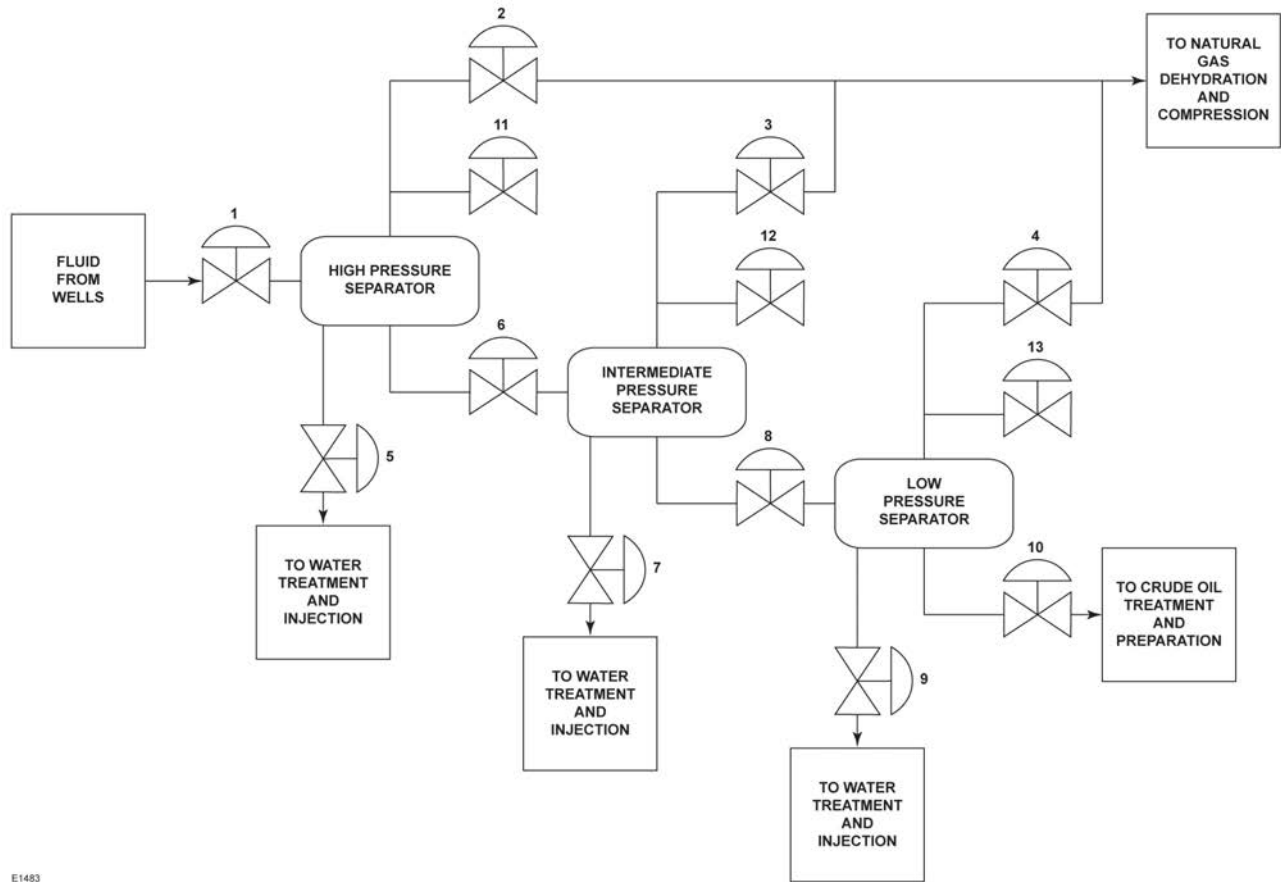 2
TO NATURAL
GAS
DEHYDRATION
AND
COMPRESSION
11
3
1
FLUID
FROM
WELLS
HIGH PRESSURE
SEPARATOR
12
4
6
13
INTERMEDIATE
PRESSURE
SEPARATOR
5
8
LOW
PRESSURE
SEPARATOR
TO WATER
TREATMENT
AND
INJECTION
7
10
TO CRUDE OIL
TREATMENT
AND
PREPARATION
TO WATER
TREATMENT
AND
INJECTION
9
TO WATER
TREATMENT
AND
INJECTION
E1483